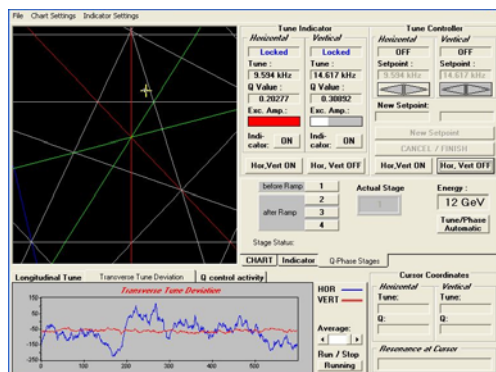 File Chart Settings Indicator Settings
Tune Indicator
Horizontal Vertical
Locked Locked
Tune : Tune :
9.594 kHz 14.617 kHz
Q Value : Q Value :
0.20277 0.30892
Exc. Amp.: Exc. Amp.:
Indi-cator: ON Indi-cator: ON
Hor,Vert ON Hor, Vert OFF
Tune Controller
Horizontal Vertical
OFF OFF
Setpoint : Setpoint :
9.594 kHz 14.617 kHz
New Setpoint:
New Setpoint
CANCEL / FINISH
Hor,Vert ON Hor, Vert OFF
before Ramp 1
2
after Ramp 3
4
Stage Status:
Actual Stage
1
Energy :
12 GeV
Tune/Phase
Automatic
CHART Indicator Q-Phase Stages
Longitudinal Tune Transverse Tune Deviation Q control activity
Transverse Tune Deviation
150
50
-50
-150
-250
0 100 200 300 400 500
HOR
VERT
Average:
1
Run / Stop
Running
Cursor Coordinates
Horizontal Vertical
Tune: Tune:
Q: Q:
Resonance at Cursor